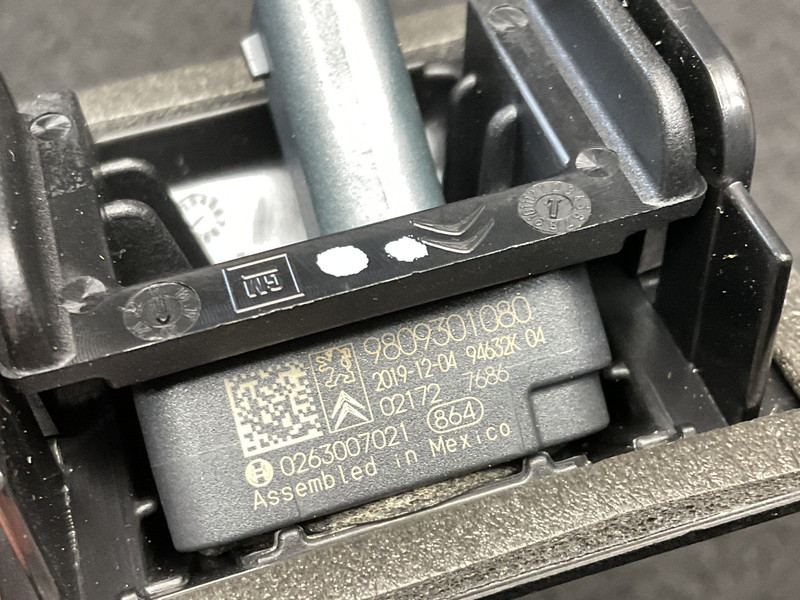 GM
9809301080
2019-12-04 94632K 04
02172 7686
0263007021 864
Assembled in Mexico